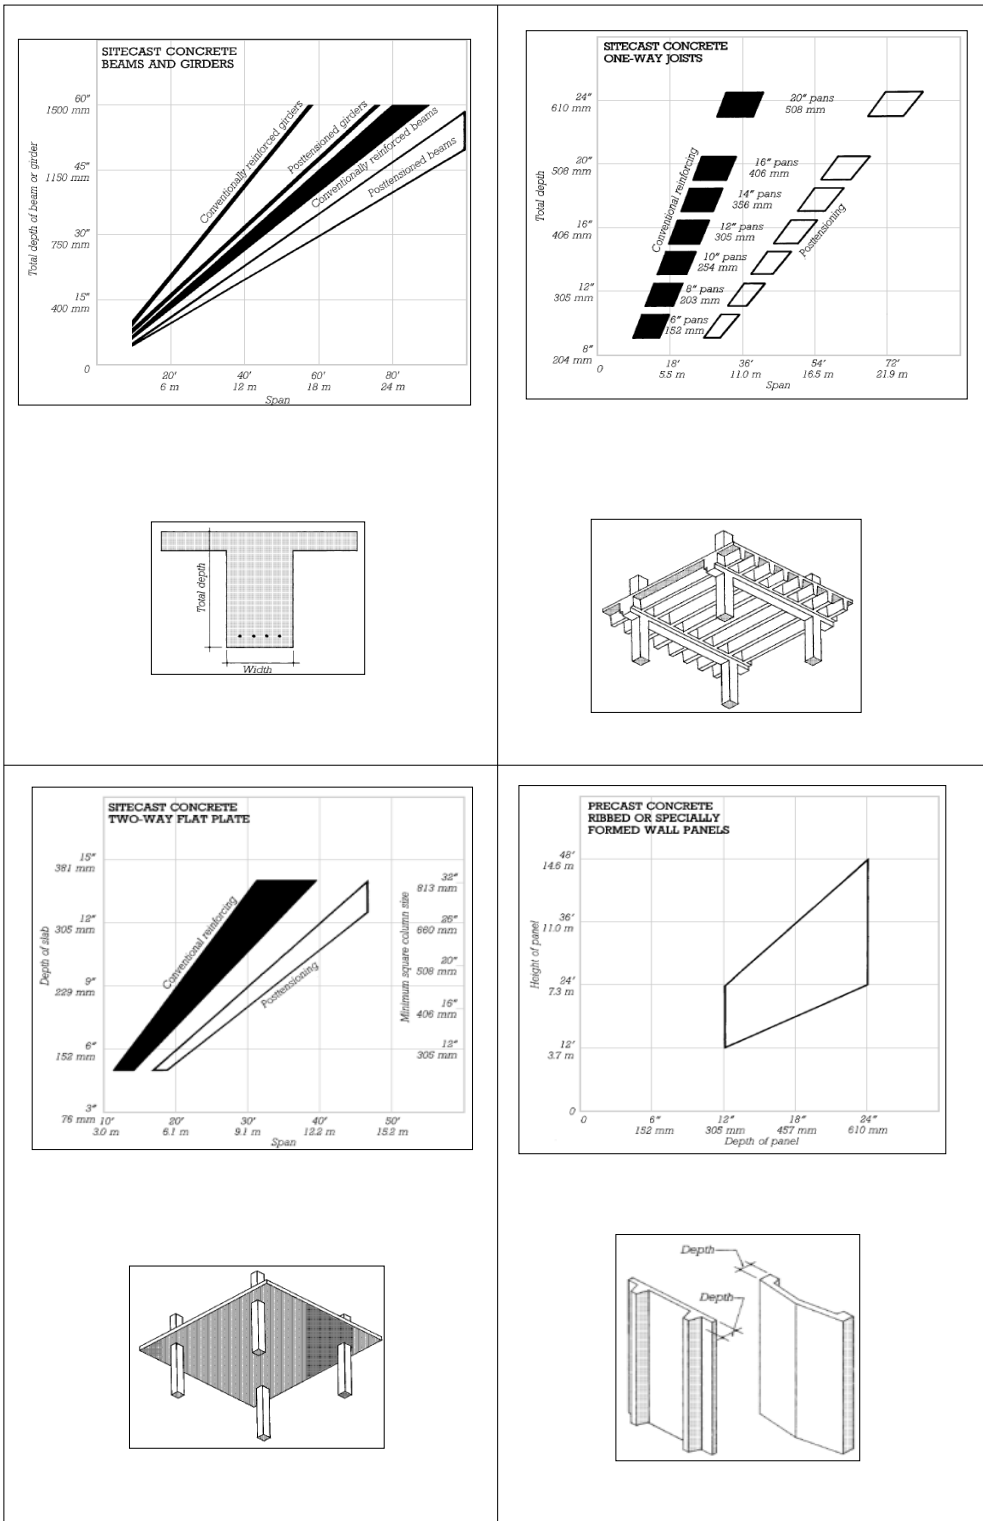 SITECAST CONCRETE
BEAMS AND GIRDERS
60"
1500 mm
45"
1150 mm
30"
750 mm
15"
400 mm
0
Total depth of beam or girder
Conventionally reinforced girders
Posttensioned girders
Conventionally reinforced beams
Posttensioned beams
20'
6 m
40'
12 m
60'
18 m
80'
24 m
Span
SITECAST CONCRETE
ONE-WAY JOISTS
24"
610 mm
20"
508 mm
16"
406 mm
12"
305 mm
8"
204 mm
Total depth
Conventional reinforcing
Posttensioning
20" pans
508 mm
16" pans
406 mm
14" pans
356 mm
12" pans
305 mm
10" pans
254 mm
8" pans
203 mm
6" pans
152 mm
0
18'
5.5 m
36'
11.0 m
54'
16.5 m
72'
21.9 m
Span
Total depth
Width
SITECAST CONCRETE
TWO-WAY FLAT PLATE
15"
381 mm
12"
305 mm
9"
229 mm
6"
152 mm
3"
76 mm
Depth of slab
Conventional reinforcing
Posttensioning
Minimum square column size
32"
813 mm
26"
660 mm
20"
508 mm
16"
406 mm
12"
305 mm
10'
3.0 m
20'
6.1 m
30'
9.1 m
40'
12.2 m
50'
15.2 m
Span
PRECAST CONCRETE
RIBBED OR SPECIALLY
FORMED WALL PANELS
48'
14.6 m
36'
11.0 m
24'
7.3 m
12'
3.7 m
0
Height of panel
0
6"
152 mm
12"
305 mm
18"
457 mm
24"
610 mm
Depth of panel
Depth
Depth